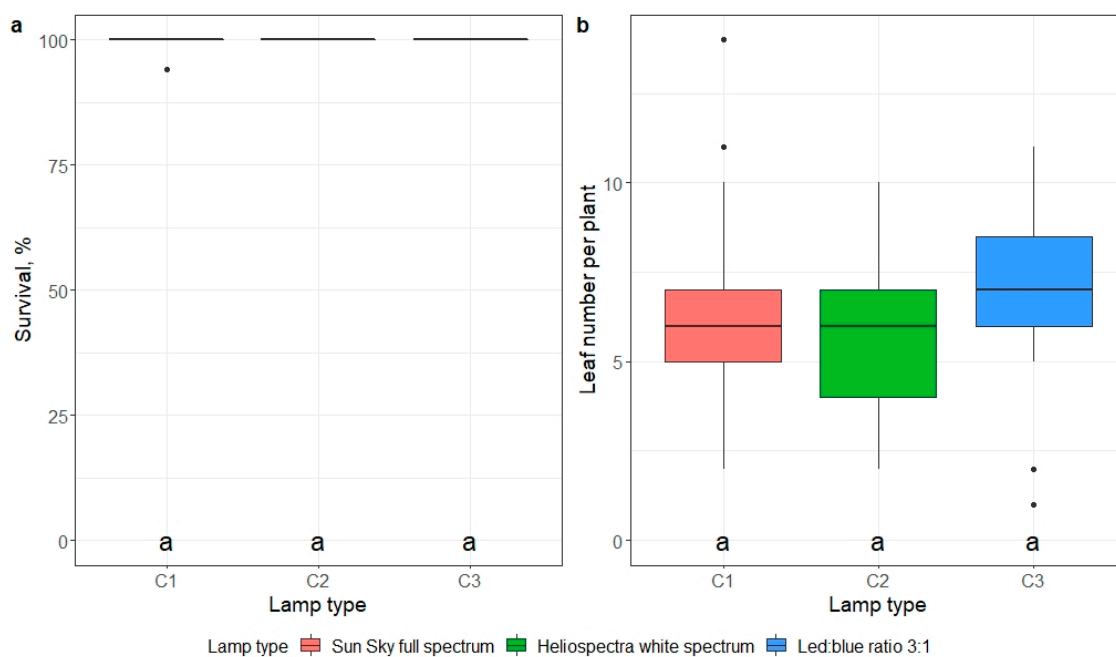 a
100
75
50
25
0
Survival, %
a a a
C1 C2 C3
Lamp type
b
10
5
0
Leaf number per plant
a a a
C1 C2 C3
Lamp type
Lamp type Sun Sky full spectrum Heliospectra white spectrum Led:blue ratio 3:1